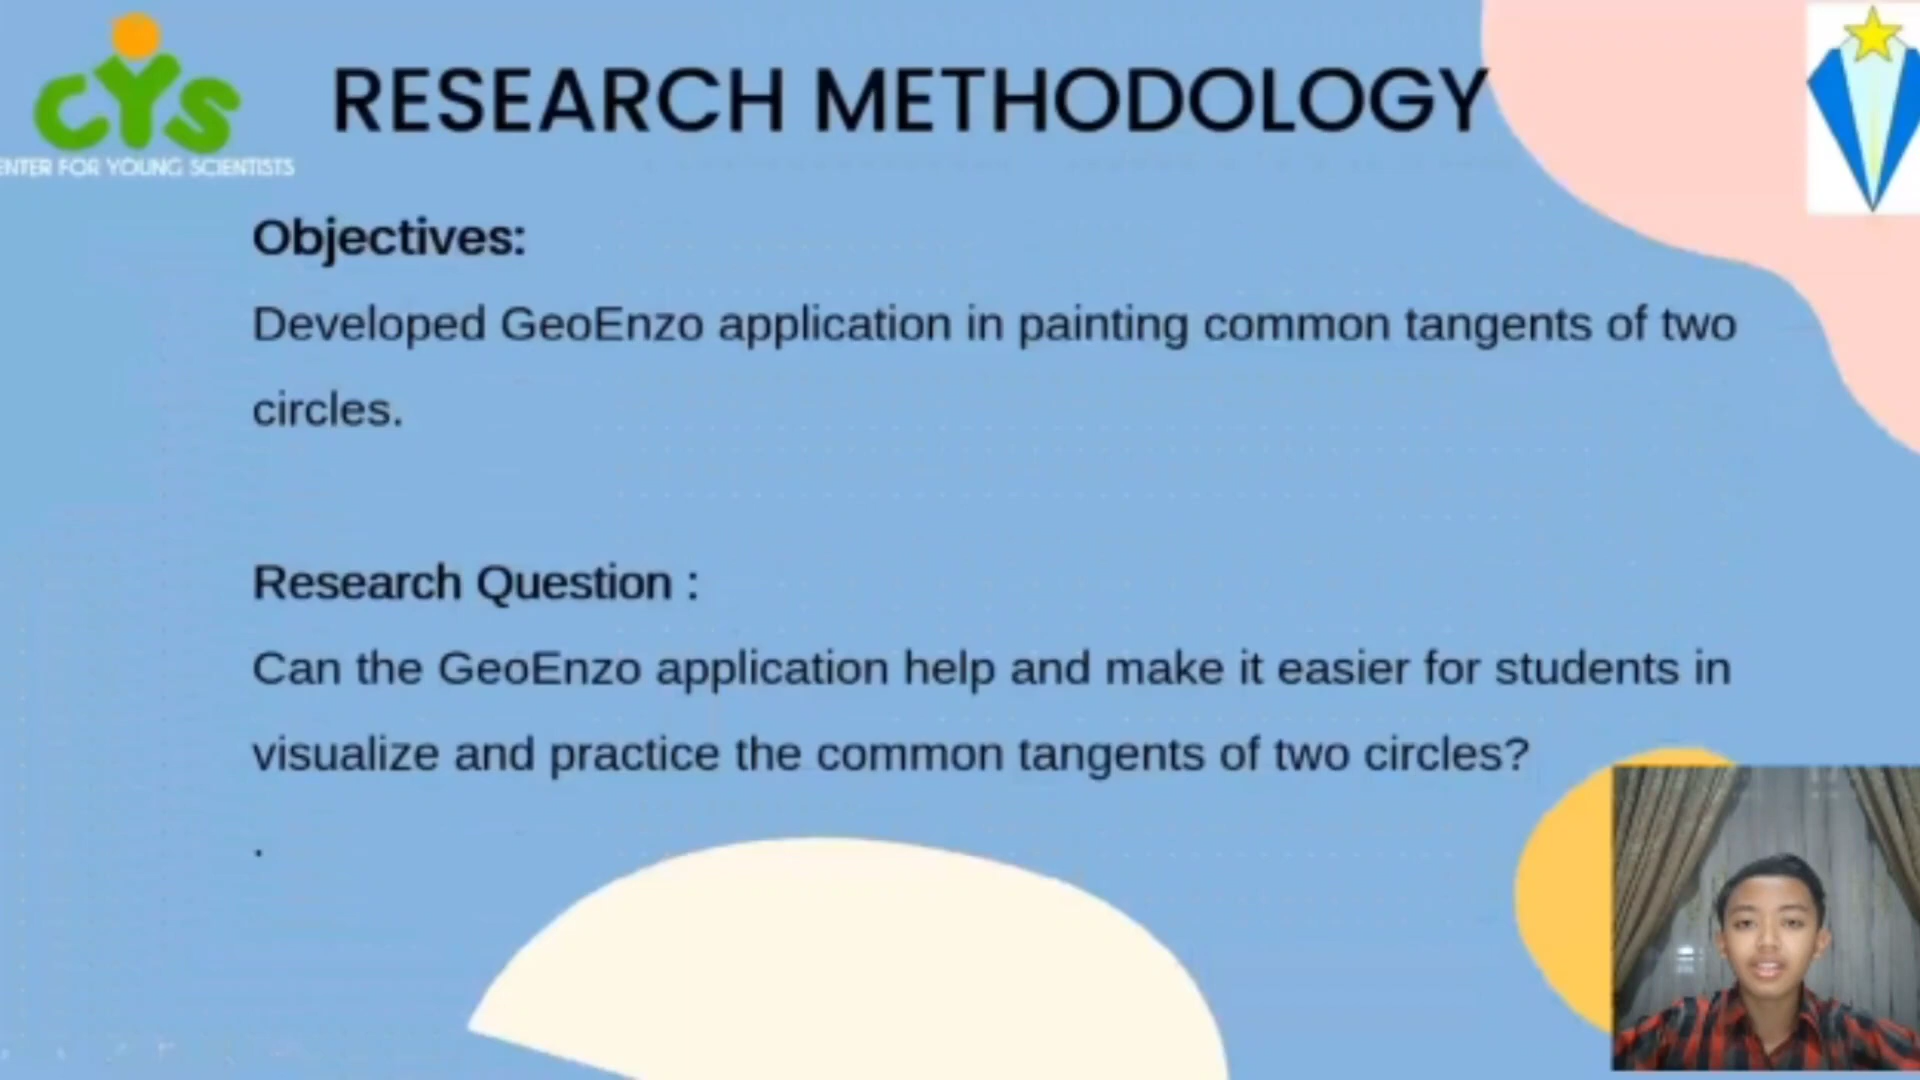 CYS
ENTER FOR YOUNG SCIENTISTS
RESEARCH METHODOLOGY
Objectives:
Developed GeoEnzo application in painting common tangents of two
circles.
Research Question :
Can the GeoEnzo application help and make it easier for students in
visualize and practice the common tangents of two circles?
.